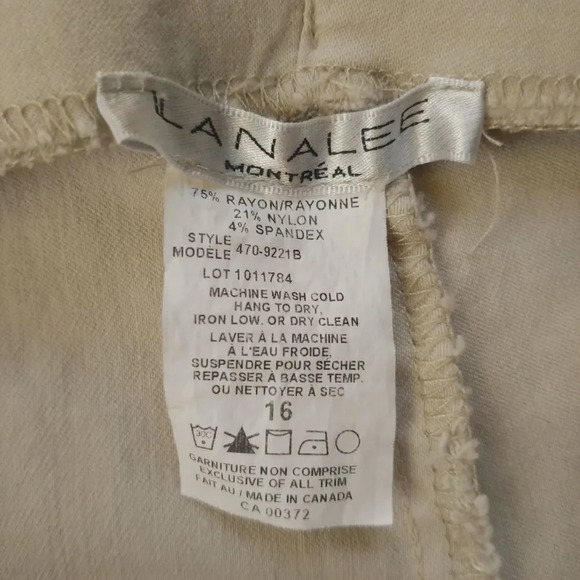 LANALEE
MONTRÉAL
75% RAYON/RAYONNE
21% NYLON
4% SPANDEX
STYLE
MODÈLE 470-9221B
LOT 1011784
MACHINE WASH COLD
HANG TO DRY,
IRON LOW. OR DRY CLEAN
LAVER À LA MACHINE
À L'EAU FROIDE,
SUSPENDRE POUR SÉCHER
REPASSER À BASSE TEMP.
OU NETTOYER À SEC
16
30C
GARNITURE NON COMPRISE
EXCLUSIVE OF ALL TRIM
FAIT AU / MADE IN CANADA
CA 00372